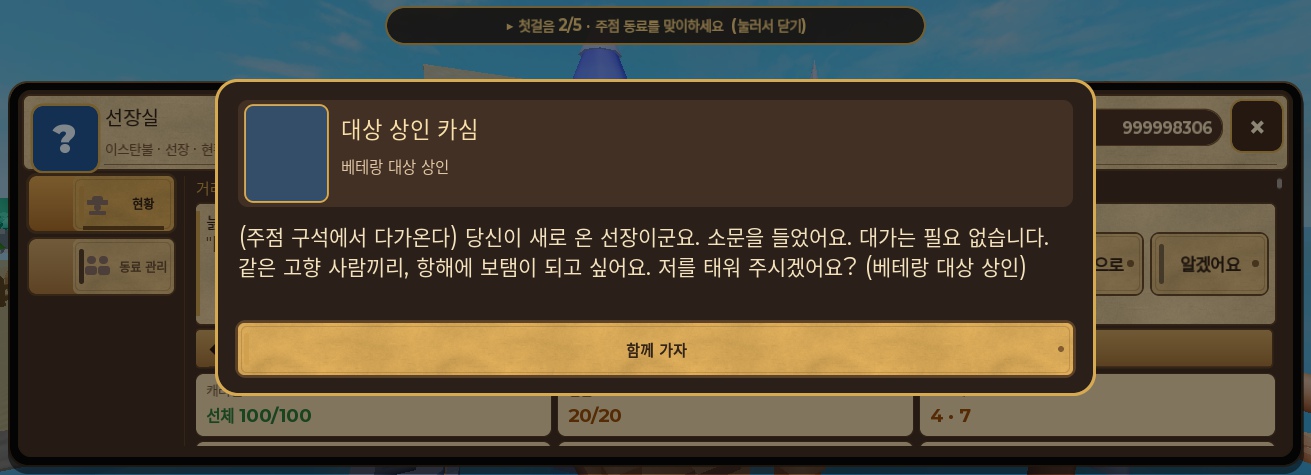 ▸ 첫걸음 2/5 · 주점 동료를 맞이하세요 (눌러서 닫기)
?
선장실
이스탄불 · 선장 · 현
999998306
×
대상 상인 카심
베테랑 대상 상인
현황
동료 관리
(주점 구석에서 다가온다) 당신이 새로 온 선장이군요. 소문을 들었어요. 대가는 필요 없습니다.
같은 고향 사람끼리, 항해에 보탬이 되고 싶어요. 저를 태워 주시겠어요? (베테랑 대상 상인)
으로
알겠어요
함께 가자
선체 100/100
20/20
4 · 7